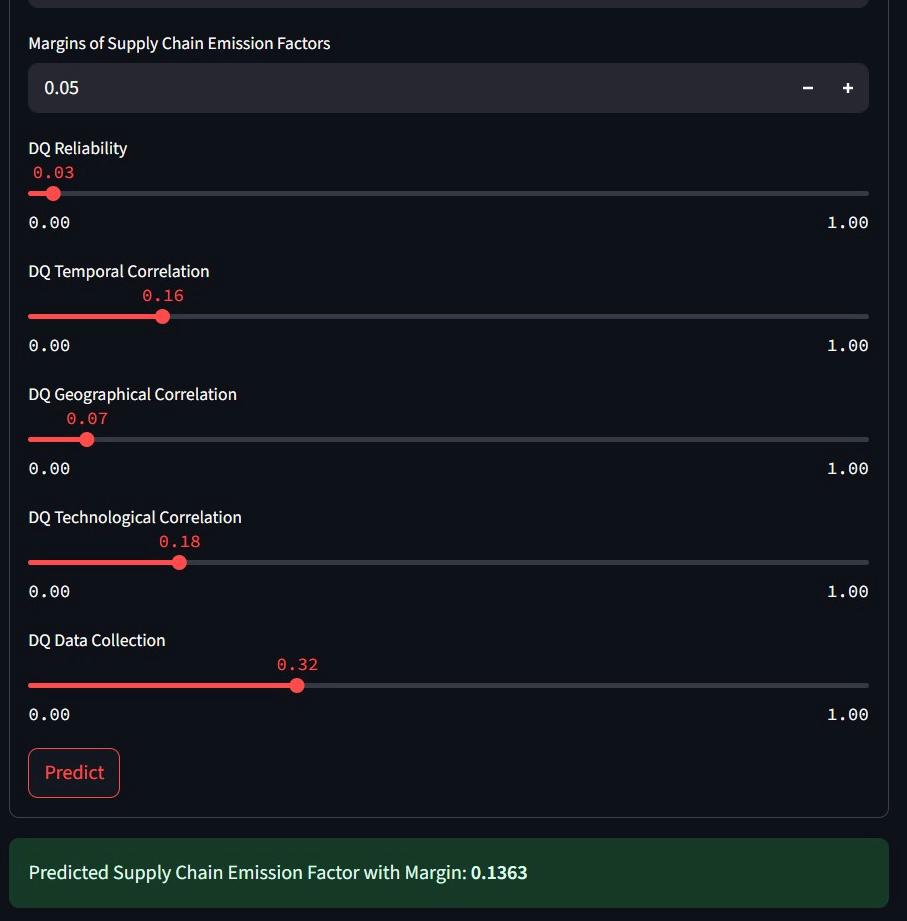 Margins of Supply Chain Emission Factors
0.05 − +
DQ Reliability
0.03
0.00 1.00
DQ Temporal Correlation
0.16
0.00 1.00
DQ Geographical Correlation
0.07
0.00 1.00
DQ Technological Correlation
0.18
0.00 1.00
DQ Data Collection
0.32
0.00 1.00
Predict
Predicted Supply Chain Emission Factor with Margin: 0.1363